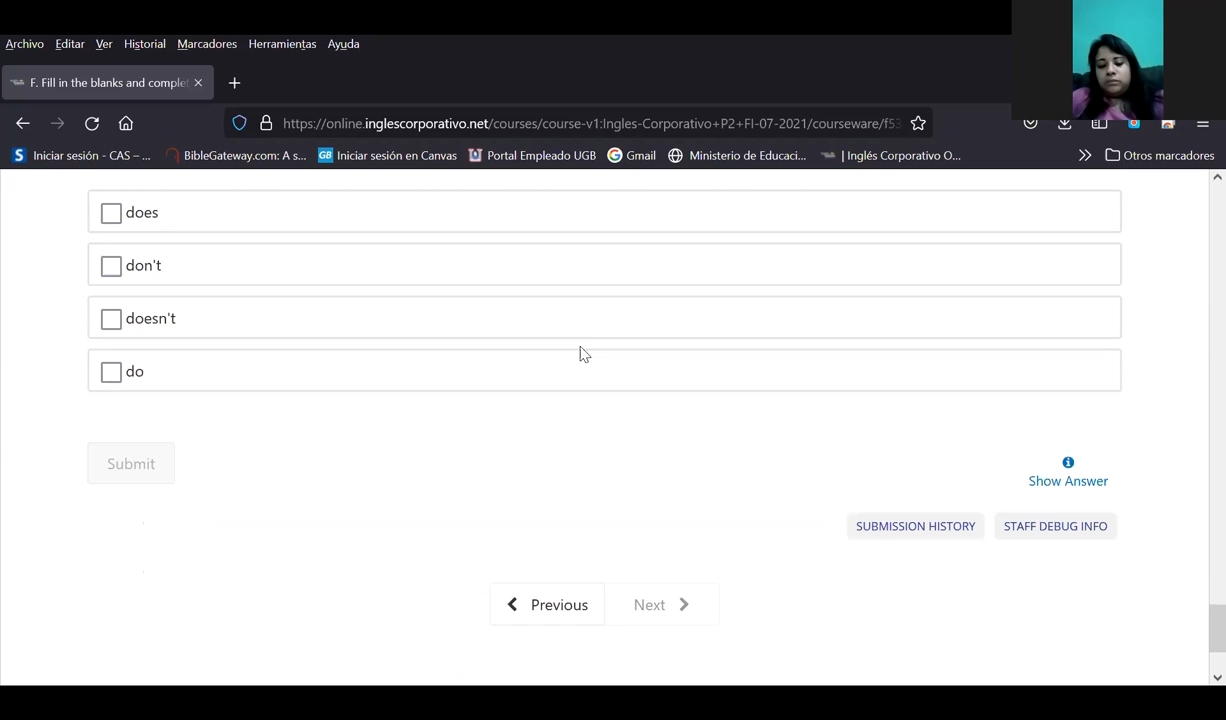 Archivo Editar Ver Historial Marcadores Herramientas Ayuda
F. Fill in the blanks and complet
https://online.inglescorporativo.net/courses/course-v1:Ingles-Corporativo+P2+FI-07-2021/courseware/f53
S Iniciar sesión - CAS – ... BibleGateway.com: A s... GB Iniciar sesión en Canvas Portal Empleado UGB Gmail Ministerio de Educaci... | Inglés Corporativo O... Otros marcadores
does
don't
doesn't
do
Submit
Show Answer
SUBMISSION HISTORY STAFF DEBUG INFO
Previous Next